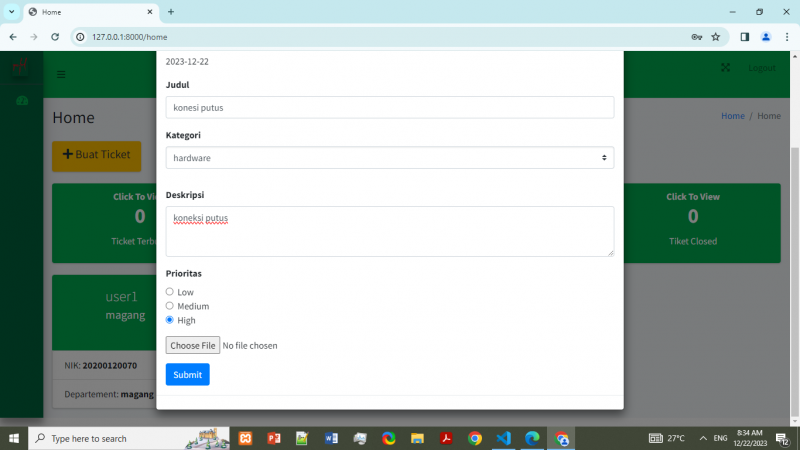 Home
127.0.0.1:8000/home
2023-12-22
Logout
Judul
konesi putus
Home
Home / Home
Kategori
Buat Ticket
hardware
Click To Vi
Deskripsi
Click To View
0
koneksi putus
0
Ticket Terb
Tiket Closed
Prioritas
user1
Low
magang
Medium
High
Choose File No file chosen
NIK: 20200120070
Submit
Departement: magang
Type here to search
27°C
ENG
8:34 AM
12/22/2023
12